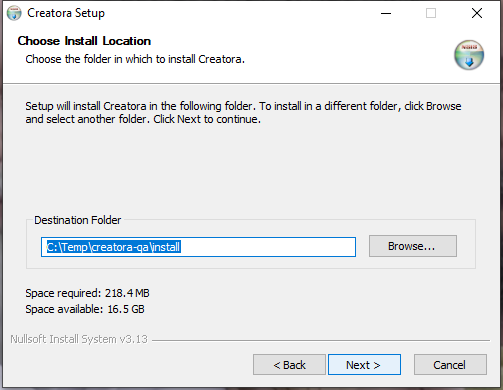 Creatora Setup
Choose Install Location
Choose the folder in which to install Creatora.
Setup will install Creatora in the following folder. To install in a different folder, click Browse
and select another folder. Click Next to continue.
Destination Folder
C:\Temp\creatora-qa\install
Browse...
Space required: 218.4 MB
Space available: 16.5 GB
Nullsoft Install System v3.13
< Back
Next >
Cancel